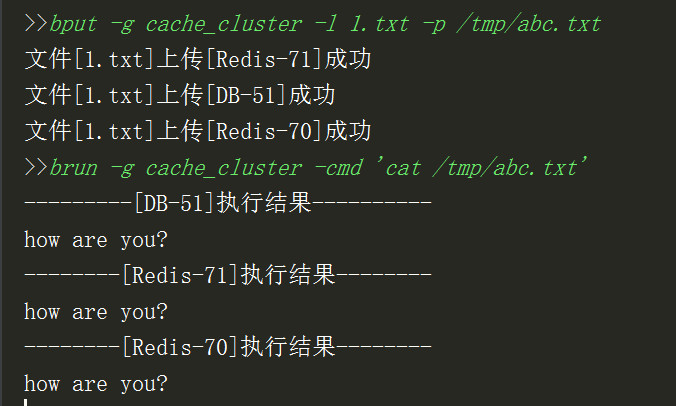 >>bput -g cache_cluster -l 1.txt -p /tmp/abc.txt
文件[1.txt]上传[Redis-71]成功
文件[1.txt]上传[DB-51]成功
文件[1.txt]上传[Redis-70]成功
>>brun -g cache_cluster -cmd 'cat /tmp/abc.txt'
---------[DB-51]执行结果----------
how are you?
--------[Redis-71]执行结果--------
how are you?
--------[Redis-70]执行结果--------
how are you?